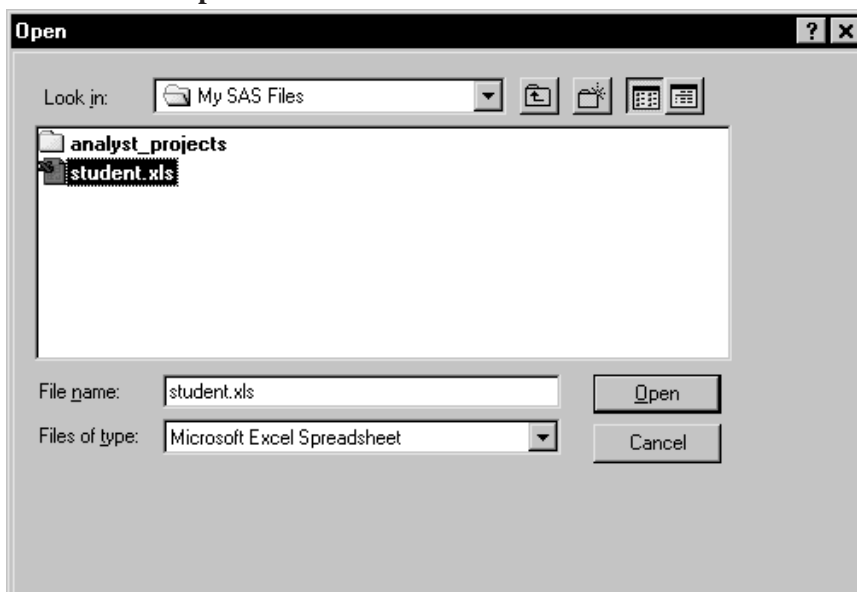 Open
Look in: My SAS Files
analyst_projects
student.xls
File name: student.xls Open
Files of type: Microsoft Excel Spreadsheet Cancel